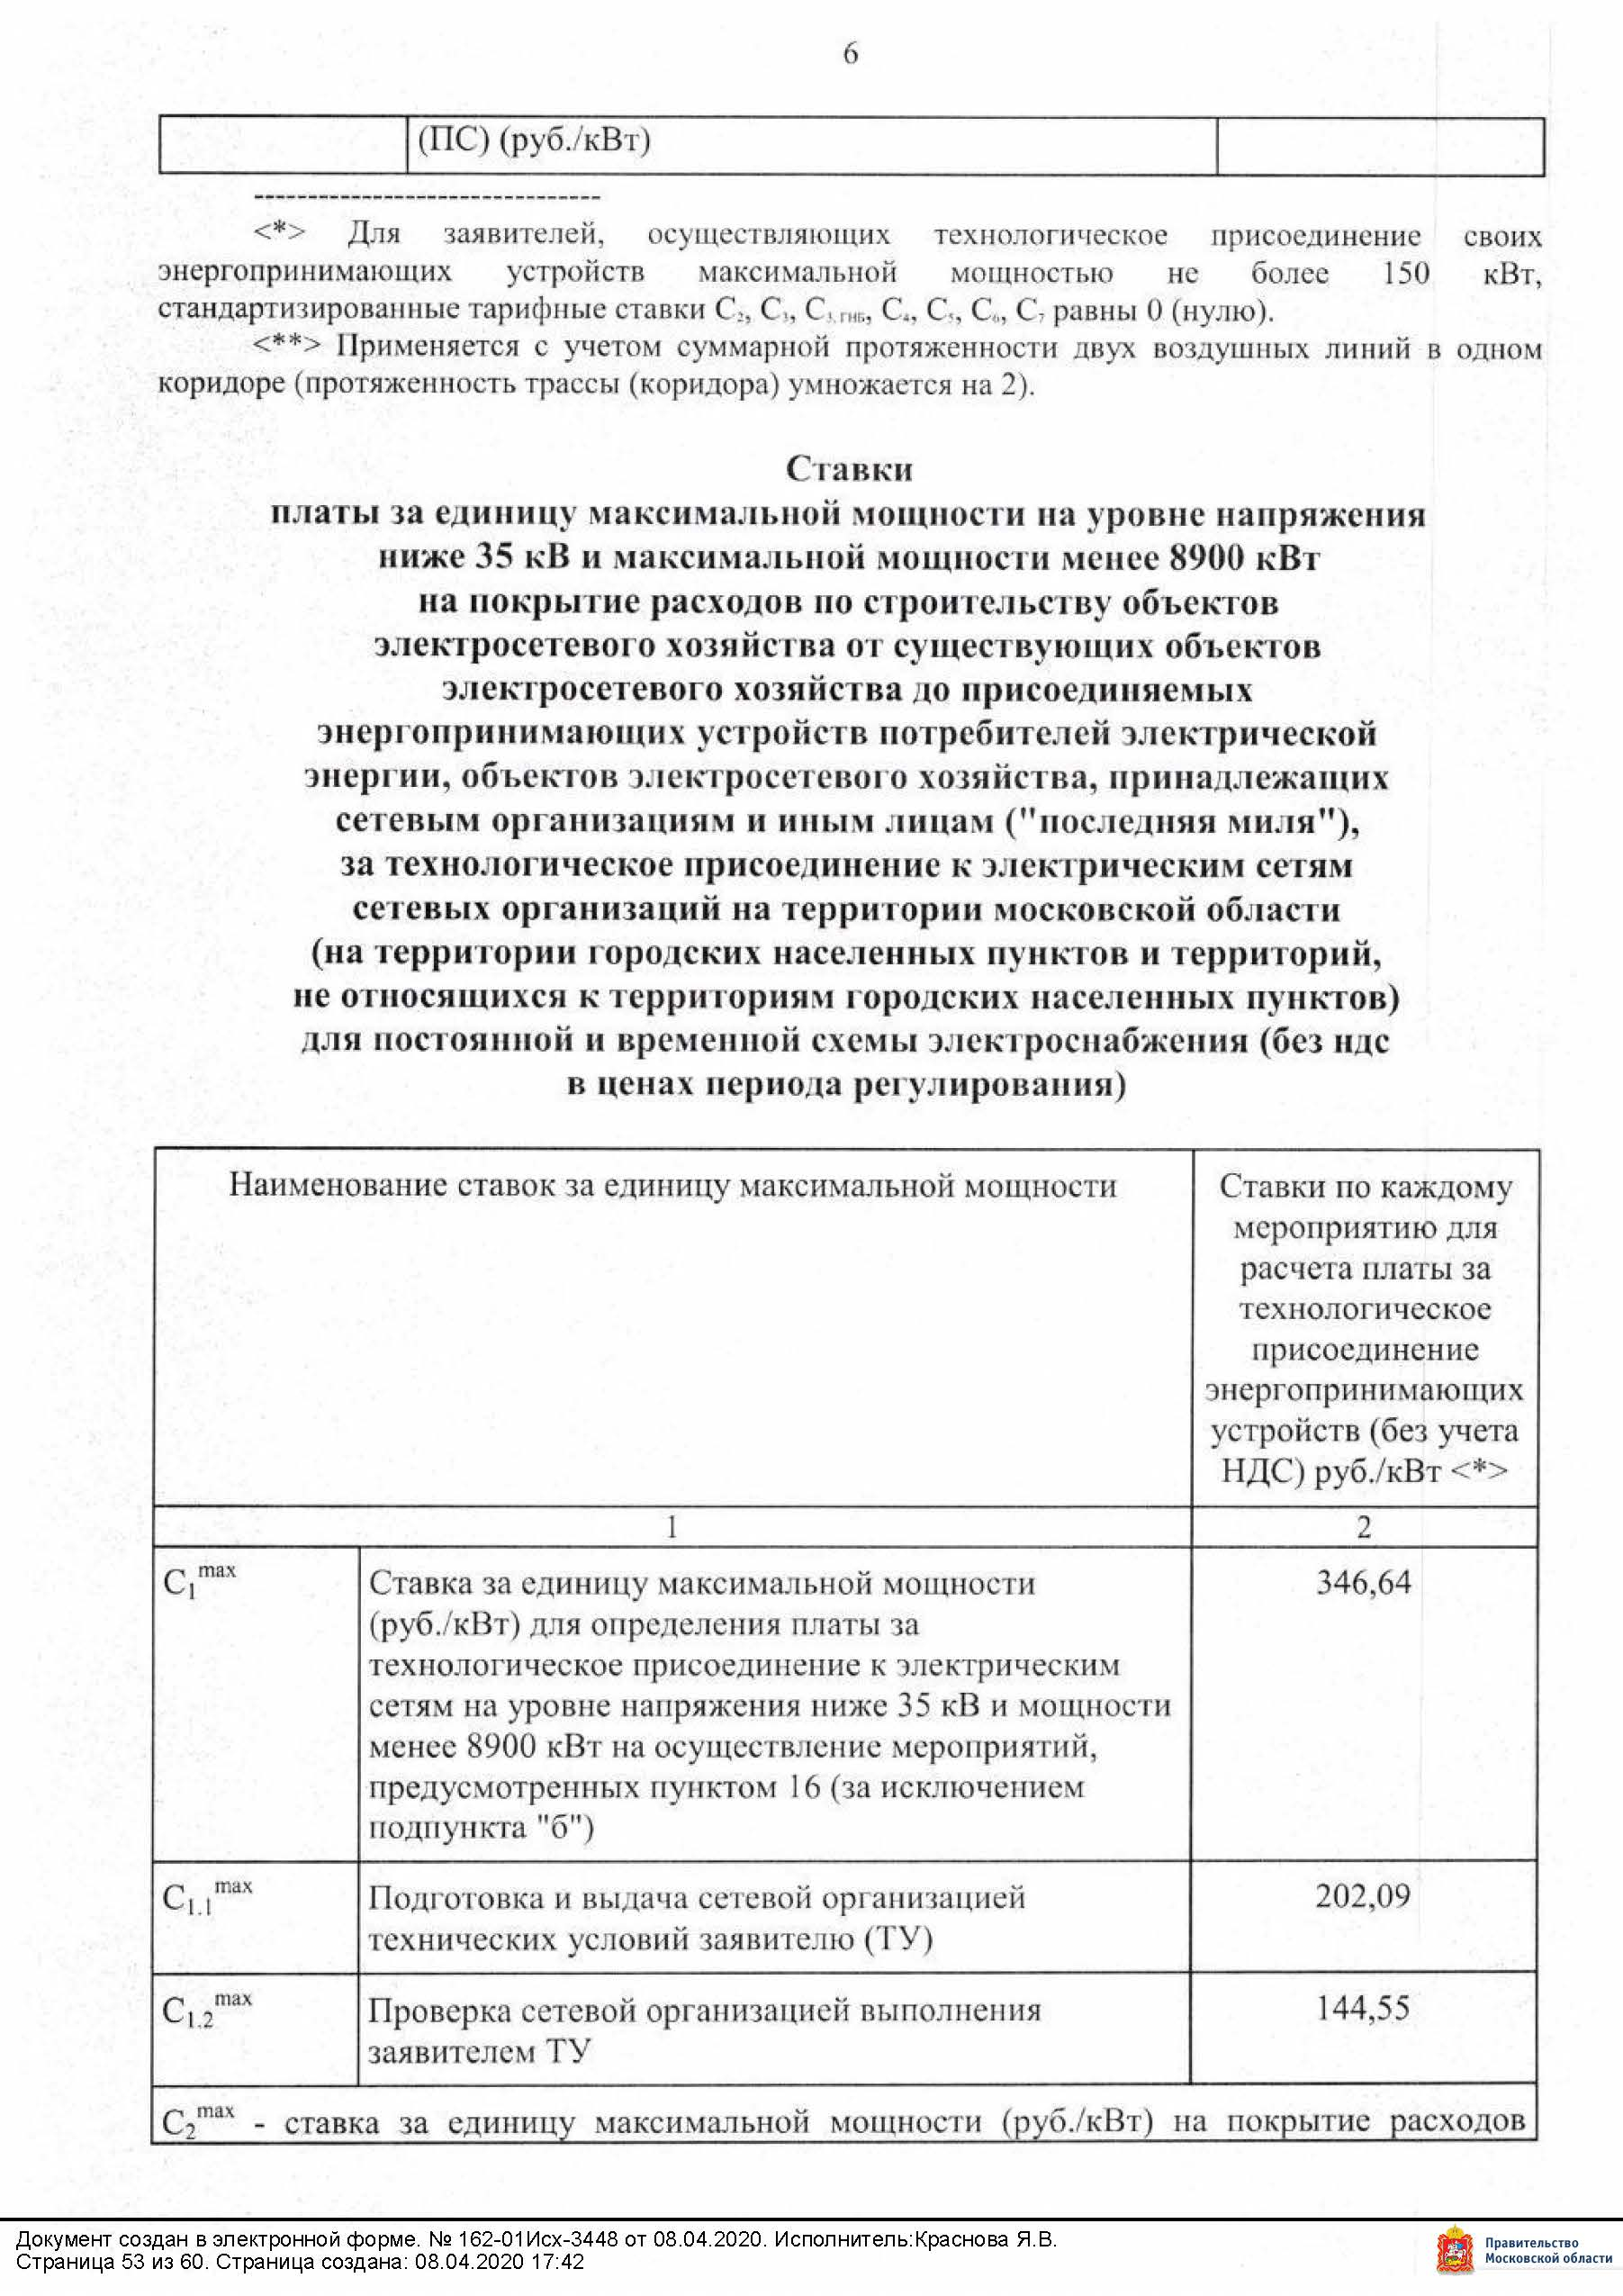 6
(ПС) (руб./кВт)
--------------------------------
<*> Для заявителей, осуществляющих технологическое присоединение своих
энергопринимающих устройств максимальной мощностью не более 150 кВт,
стандартизированные тарифные ставки С2, С3, С3.ГНБ, С4, С5, С6, С7 равны 0 (нулю).
<**> Применяется с учетом суммарной протяженности двух воздушных линий в одном
коридоре (протяженность трассы (коридора) умножается на 2).
Ставки
платы за единицу максимальной мощности на уровне напряжения
ниже 35 кВ и максимальной мощности менее 8900 кВт
на покрытие расходов по строительству объектов
электросетевого хозяйства от существующих объектов
электросетевого хозяйства до присоединяемых
энергопринимающих устройств потребителей электрической
энергии, объектов электросетевого хозяйства, принадлежащих
сетевым организациям и иным лицам ("последняя миля"),
за технологическое присоединение к электрическим сетям
сетевых организаций на территории московской области
(на территории городских населенных пунктов и территорий,
не относящихся к территориям городских населенных пунктов)
для постоянной и временной схемы электроснабжения (без ндс
в ценах периода регулирования)
Наименование ставок за единицу максимальной мощности
Ставки по каждому
мероприятию для
расчета платы за
технологическое
присоединение
энергопринимающих
устройств (без учета
НДС) руб./кВт <*>
1
2
C1max
Ставка за единицу максимальной мощности
(руб./кВт) для определения платы за
технологическое присоединение к электрическим
сетям на уровне напряжения ниже 35 кВ и мощности
менее 8900 кВт на осуществление мероприятий,
предусмотренных пунктом 16 (за исключением
подпункта "б")
346,64
C1.1max
Подготовка и выдача сетевой организацией
технических условий заявителю (ТУ)
202,09
C1.2max
Проверка сетевой организацией выполнения
заявителем ТУ
144,55
C2max - ставка за единицу максимальной мощности (руб./кВт) на покрытие расходов
Документ создан в электронной форме. № 162-01Исх-3448 от 08.04.2020. Исполнитель:Краснова Я.В.
Страница 53 из 60. Страница создана: 08.04.2020 17:42
Правительство
Московской области